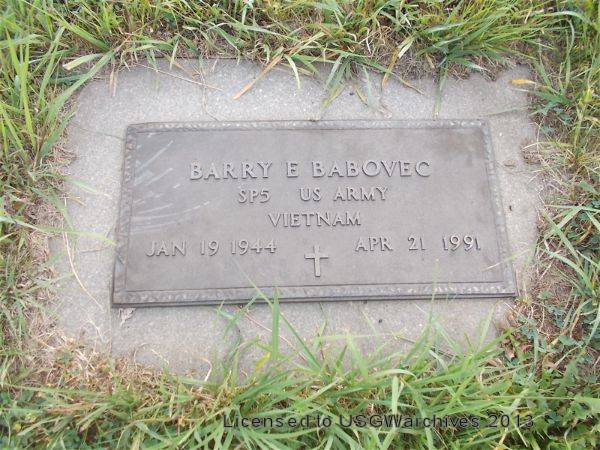 BARRY E BABOVEC
SP5 US ARMY
VIETNAM
JAN 19 1944 APR 21 1991
Licensed to USGWarchives 2013